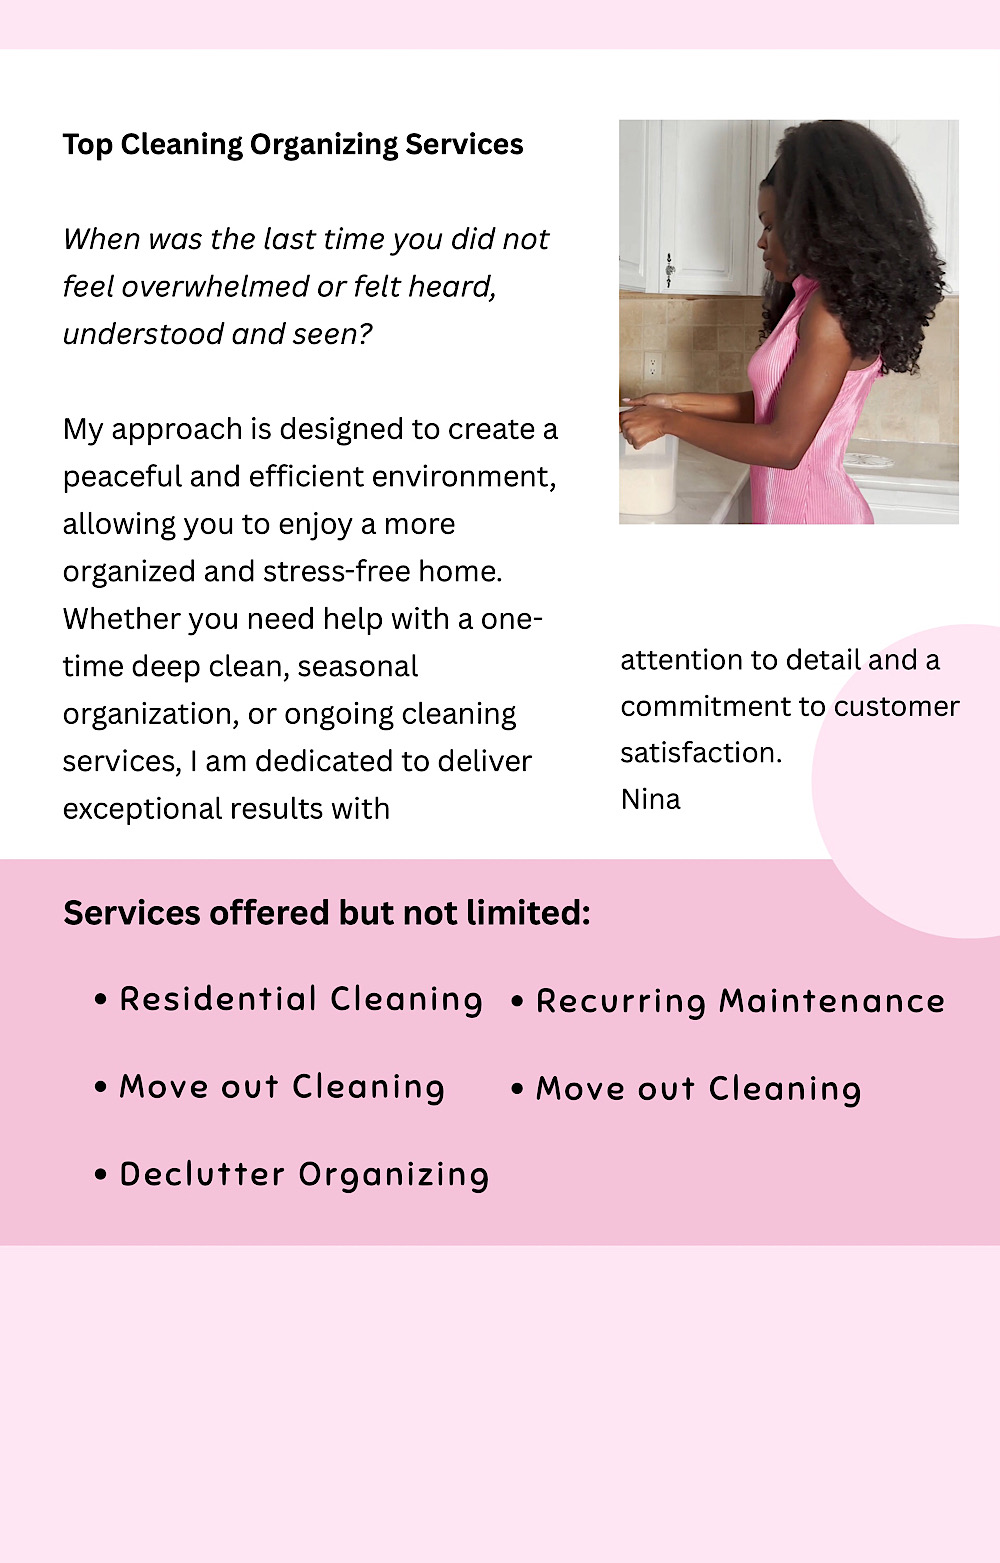 Top Cleaning Organizing Services
When was the last time you did not
feel overwhelmed or felt heard,
understood and seen?
My approach is designed to create a
peaceful and efficient environment,
allowing you to enjoy a more
organized and stress-free home.
Whether you need help with a one-
time deep clean, seasonal
organization, or ongoing cleaning
services, I am dedicated to deliver
exceptional results with
attention to detail and a
commitment to customer
satisfaction.
Nina
Services offered but not limited:
• Residential Cleaning
• Move out Cleaning
• Declutter Organizing
• Recurring Maintenance
• Move out Cleaning